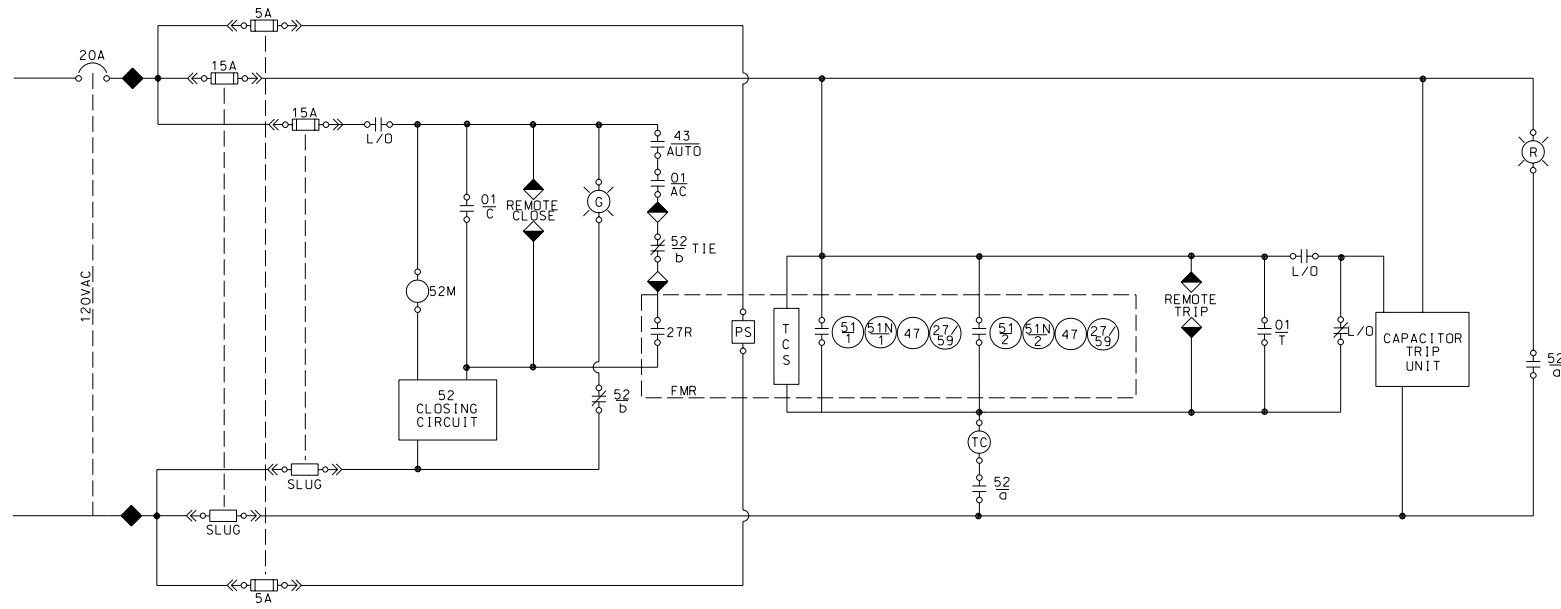 5A
20A
15A
15A
L/O
43
AUTO
01
AC
01
C
REMOTE
CLOSE
G
52
b
TIE
R
120VAC
52M
27R
PS
T
C
S
51
1
51N
1
47
27/
59
51
2
51N
2
47
27/
59
L/O
REMOTE
TRIP
01
T
L/O
CAPACITOR
TRIP
UNIT
52
a
FMR
52
CLOSING
CIRCUIT
52
b
TC
52
a
SLUG
SLUG
5A